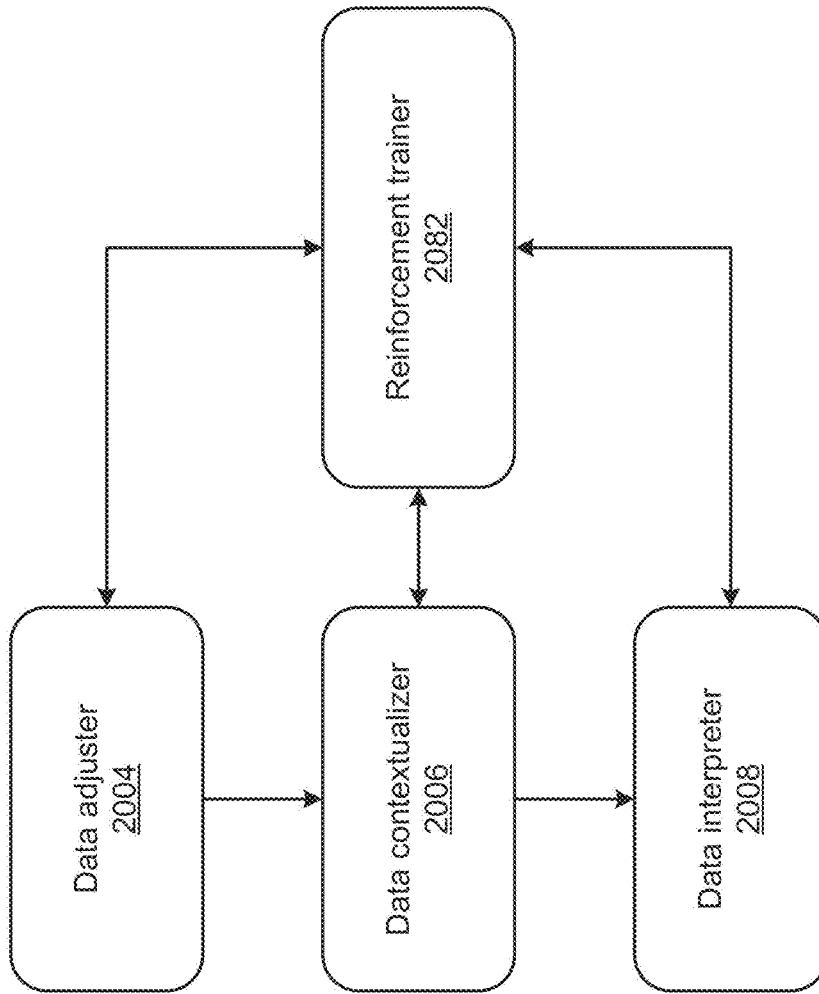 Data adjuster
2004
Data contextualizer
2006
Data interpreter
2008
Reinforcement trainer
2082